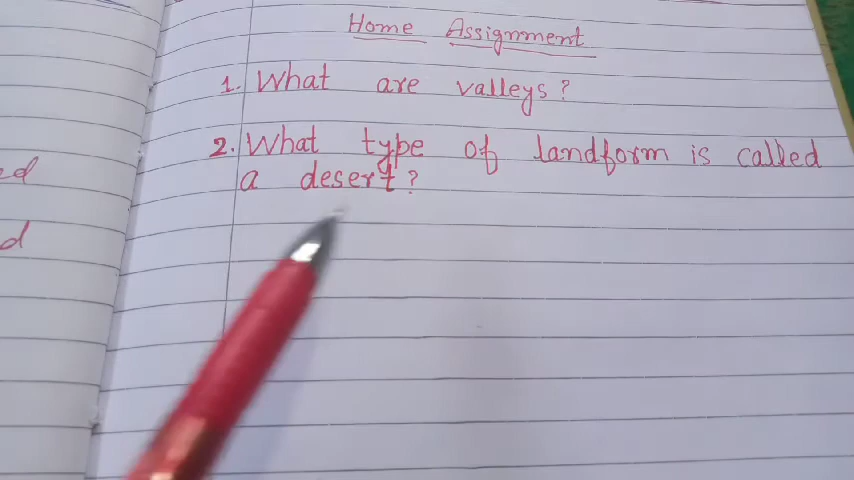 Home Assignment
1. What are valleys?
2. What type of landform is called
a desert?
d